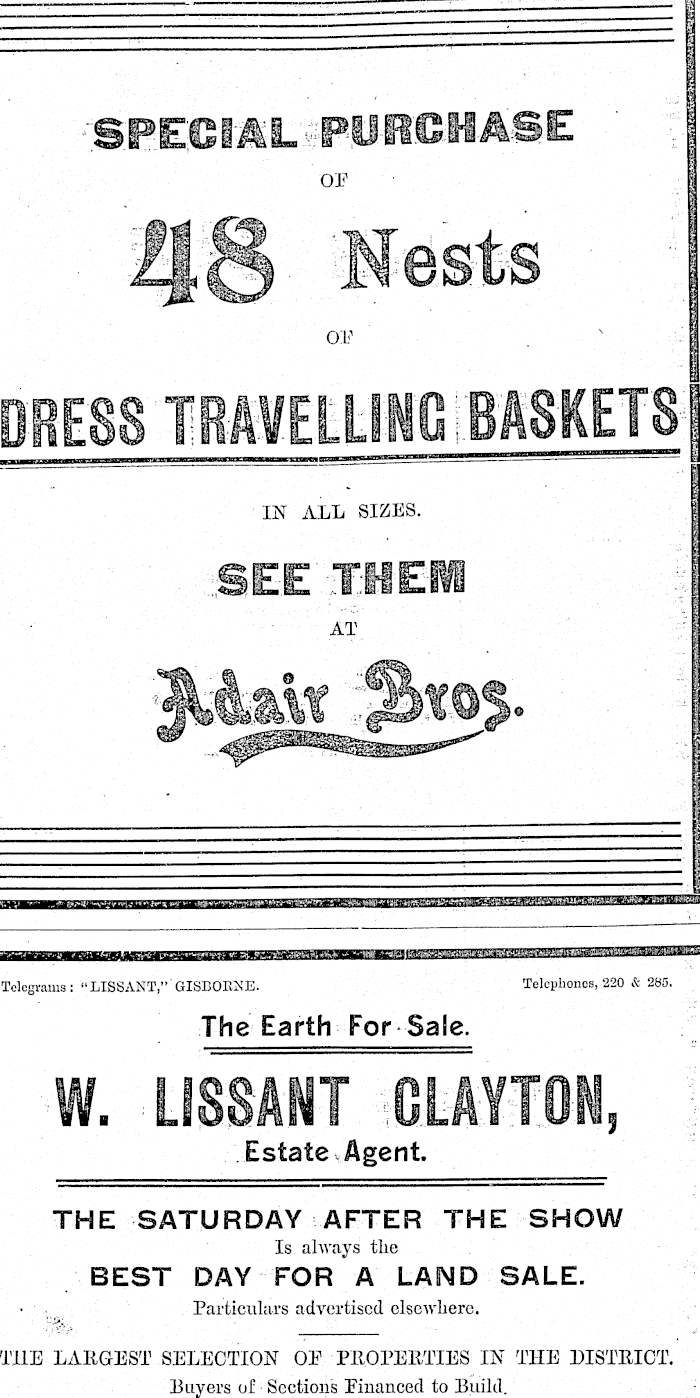 SPECIAL PURCHASE
OF
48 Nests
OF
DRESS TRAVELLING BASKETS
IN ALL SIZES.
SEE THEM
AT
Adair Bros.
Telegrams: "LISSANT," GISBORNE. Telephones, 220 & 285.
The Earth For Sale.
W. LISSANT CLAYTON,
Estate Agent.
THE SATURDAY AFTER THE SHOW
Is always the
BEST DAY FOR A LAND SALE.
Particulars advertised elsewhere.
THE LARGEST SELECTION OF PROPERTIES IN THE DISTRICT.
Buyers of Sections Financed to Build.